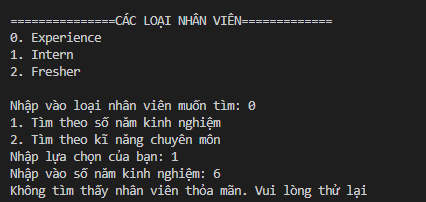 ===============CÁC LOẠI NHÂN VIÊN=============
0. Experience
1. Intern
2. Fresher
Nhập vào loại nhân viên muốn tìm: 0
1. Tìm theo số năm kinh nghiệm
2. Tìm theo kĩ năng chuyên môn
Nhập lựa chọn của bạn: 1
Nhập vào số năm kinh nghiệm: 6
Không tìm thấy nhân viên thỏa mãn. Vui lòng thử lại